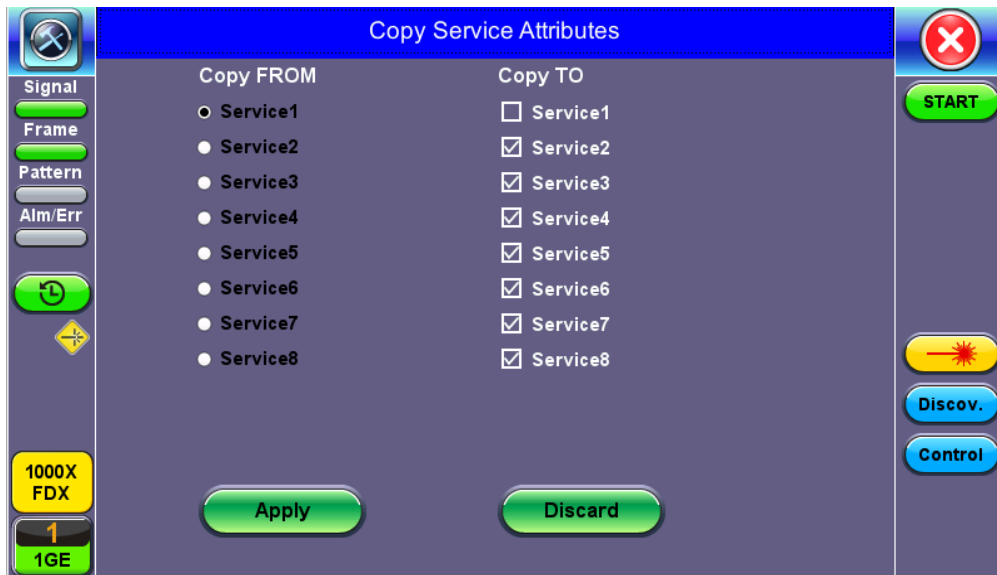 Copy Service Attributes
Copy FROM
Copy TO
Service1
Service1
Service2
Service2
Service3
Service3
Service4
Service4
Service5
Service5
Service6
Service6
Service7
Service7
Service8
Service8
Apply
Discard
Signal
Frame
Pattern
Alm/Err
1000X
FDX
1
1GE
START
Discov.
Control